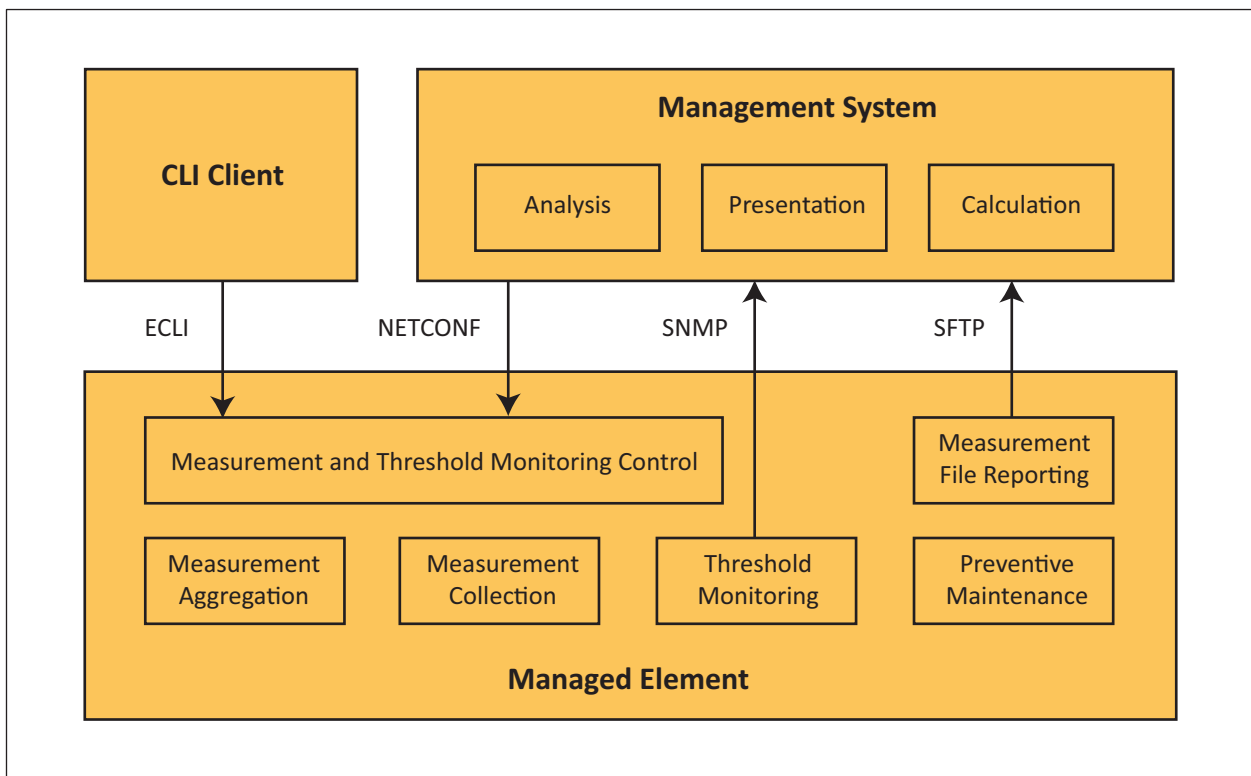 CLI Client
Management System
Analysis
Presentation
Calculation
ECLI
NETCONF
SNMP
SFTP
Measurement and Threshold Monitoring Control
Measurement
File Reporting
Measurement
Aggregation
Measurement
Collection
Threshold
Monitoring
Preventive
Maintenance
Managed Element